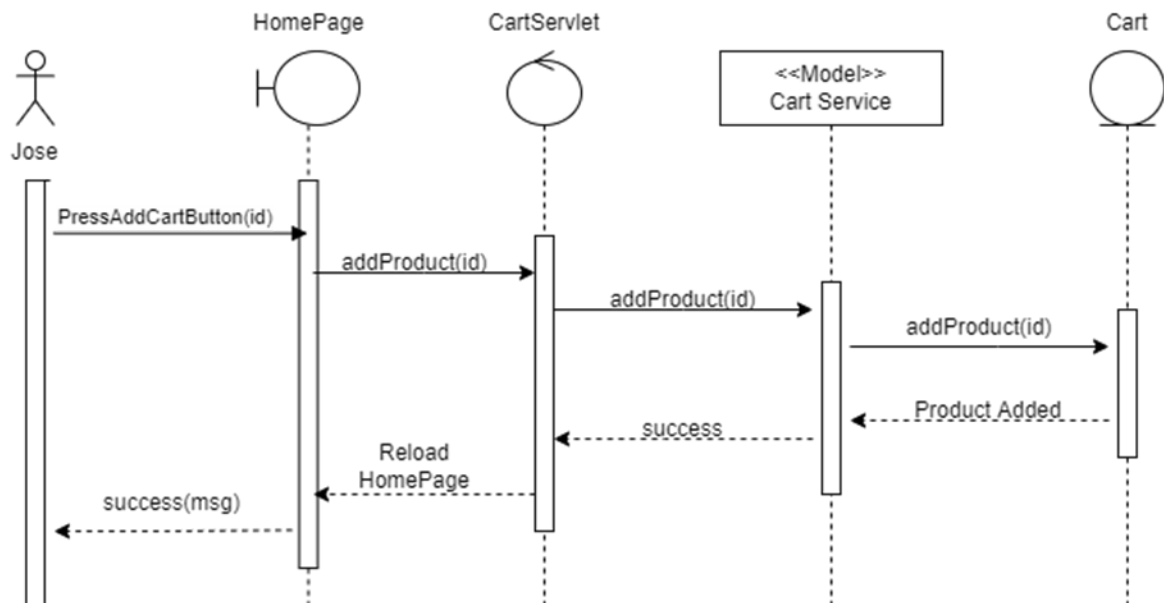 HomePage
CartServlet
Cart
<<Model>>
Cart Service
Jose
PressAddCartButton(id)
addProduct(id)
addProduct(id)
addProduct(id)
Product Added
success
Reload
HomePage
success(msg)